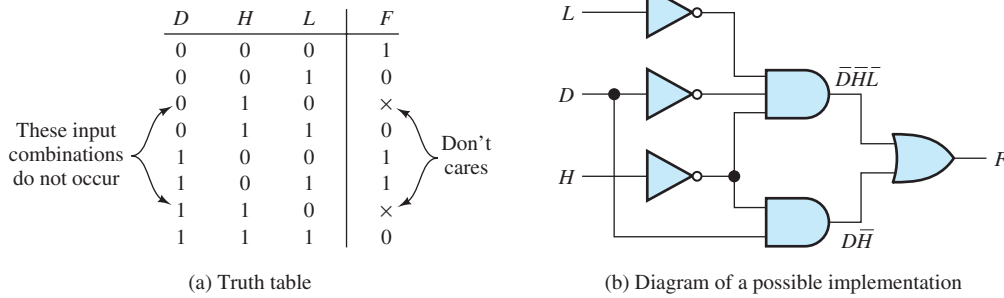 D H L F
0 0 0 1
0 0 1 0
0 1 0 ×
0 1 1 0
1 0 0 1
1 0 1 1
1 1 0 ×
1 1 1 0
These input
combinations
do not occur
Don't
cares
(a) Truth table
L
D
H
D̅H̅L̅
DH̅
F
(b) Diagram of a possible implementation